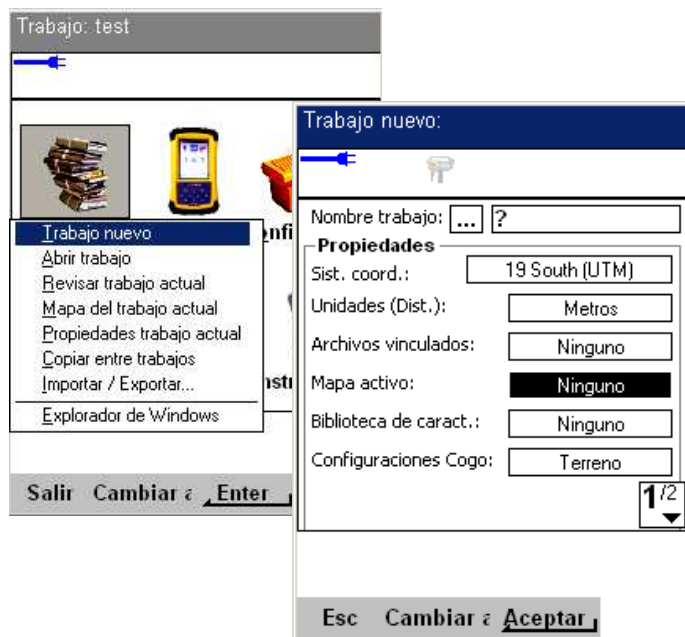 Trabajo: test
Trabajo nuevo
Abrir trabajo
Revisar trabajo actual
Mapa del trabajo actual
Propiedades trabajo actual
Copiar entre trabajos
Importar / Exportar...
Explorador de Windows
Salir Cambiar a Enter
Trabajo nuevo:
Nombre trabajo: ... ?
Propiedades
Sist. coord.: 19 South (UTM)
Unidades (Dist.): Metros
Archivos vinculados: Ninguno
Mapa activo: Ninguno
Biblioteca de caract.: Ninguno
Configuraciones Cogo: Terreno
1/2
Esc Cambiar a Aceptar